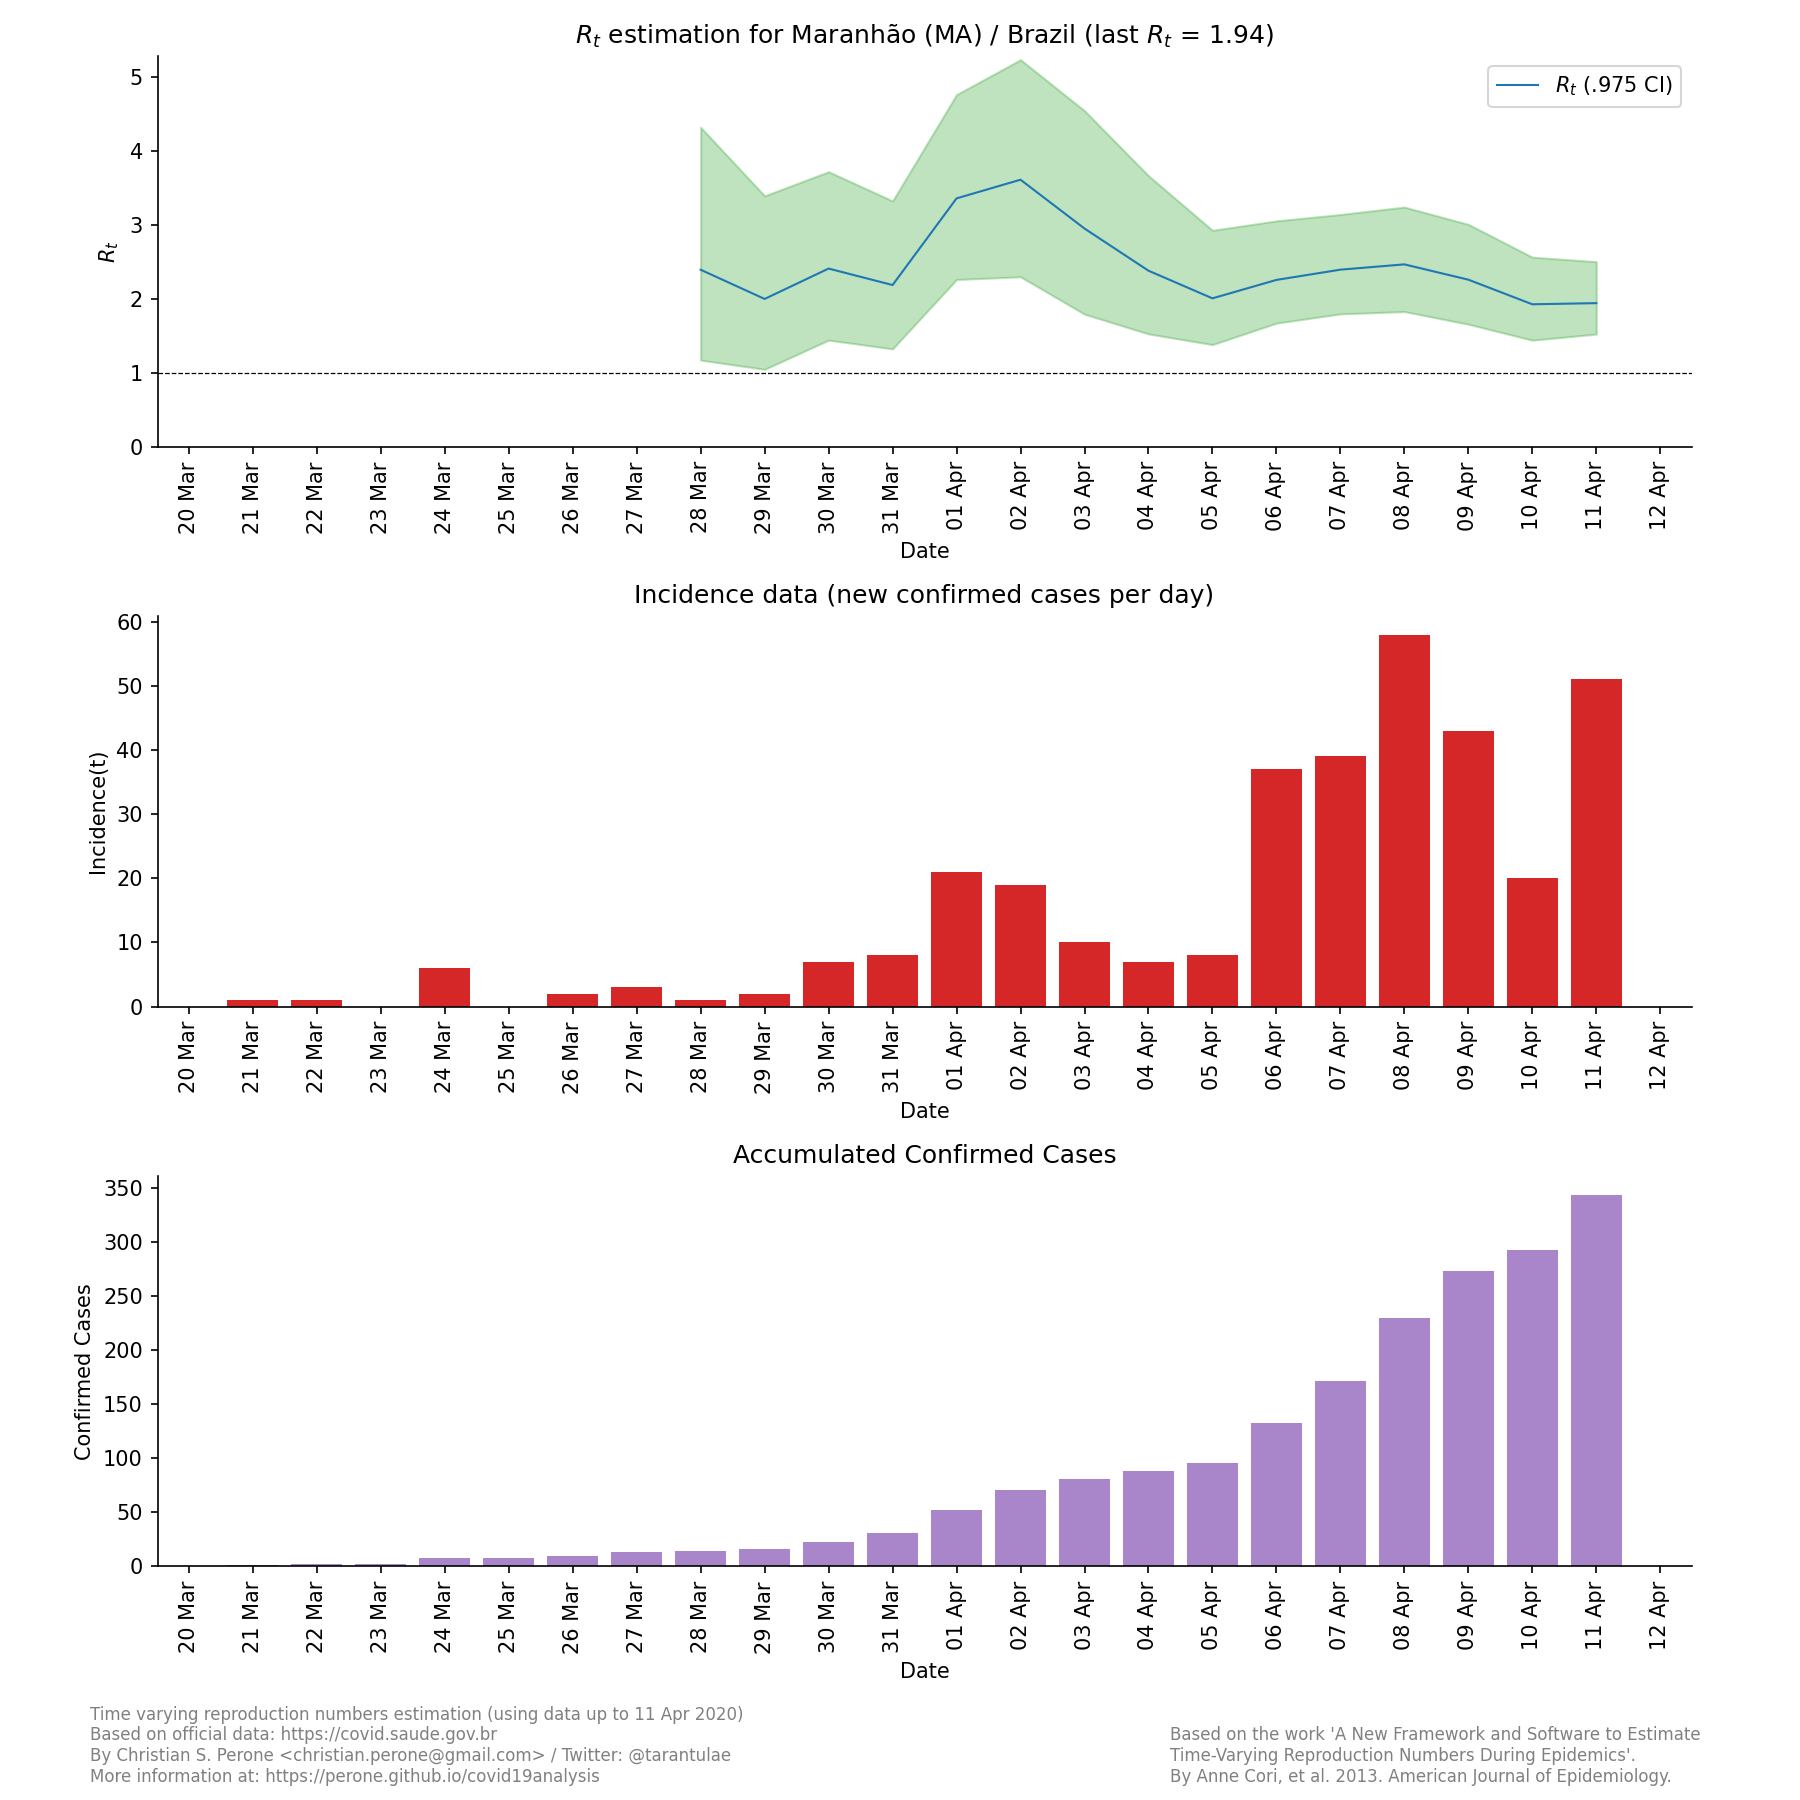 Rt estimation for Maranhão (MA) / Brazil (last Rt = 1.94)
Rt (.975 CI)
Rt
5
4
3
2
1
0
20 Mar 21 Mar 22 Mar 23 Mar 24 Mar 25 Mar 26 Mar 27 Mar 28 Mar 29 Mar 30 Mar 31 Mar 01 Apr 02 Apr 03 Apr 04 Apr 05 Apr 06 Apr 07 Apr 08 Apr 09 Apr 10 Apr 11 Apr 12 Apr
Date
Incidence data (new confirmed cases per day)
Incidence(t)
60
50
40
30
20
10
0
20 Mar 21 Mar 22 Mar 23 Mar 24 Mar 25 Mar 26 Mar 27 Mar 28 Mar 29 Mar 30 Mar 31 Mar 01 Apr 02 Apr 03 Apr 04 Apr 05 Apr 06 Apr 07 Apr 08 Apr 09 Apr 10 Apr 11 Apr 12 Apr
Date
Accumulated Confirmed Cases
Confirmed Cases
350
300
250
200
150
100
50
0
20 Mar 21 Mar 22 Mar 23 Mar 24 Mar 25 Mar 26 Mar 27 Mar 28 Mar 29 Mar 30 Mar 31 Mar 01 Apr 02 Apr 03 Apr 04 Apr 05 Apr 06 Apr 07 Apr 08 Apr 09 Apr 10 Apr 11 Apr 12 Apr
Date
Time varying reproduction numbers estimation (using data up to 11 Apr 2020)
Based on official data: https://covid.saude.gov.br
By Christian S. Perone <christian.perone@gmail.com> / Twitter: @tarantulae
More information at: https://perone.github.io/covid19analysis
Based on the work 'A New Framework and Software to Estimate
Time-Varying Reproduction Numbers During Epidemics'.
By Anne Cori, et al. 2013. American Journal of Epidemiology.